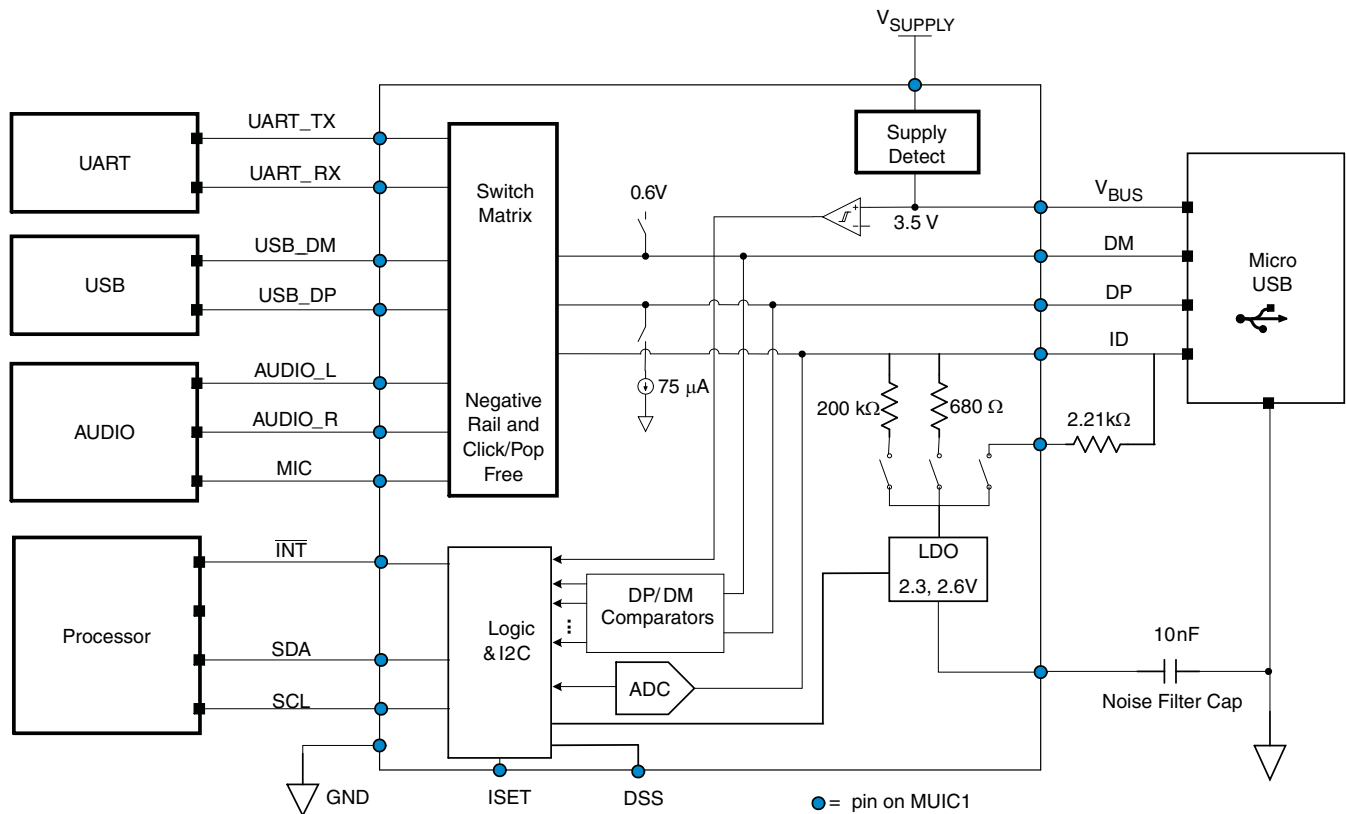 V_SUPPLY
UART
UART_TX
UART_RX
Switch
Matrix
Negative
Rail and
Click/Pop
Free
Supply
Detect
0.6V
3.5 V
V_BUS
DM
DP
ID
Micro
USB
USB
USB_DM
USB_DP
AUDIO
AUDIO_L
AUDIO_R
MIC
75 μA
200 kΩ
680 Ω
2.21kΩ
Processor
INT
SDA
SCL
Logic
& I2C
DP/DM
Comparators
ADC
LDO
2.3, 2.6V
10nF
Noise Filter Cap
GND
ISET
DSS
= pin on MUIC1